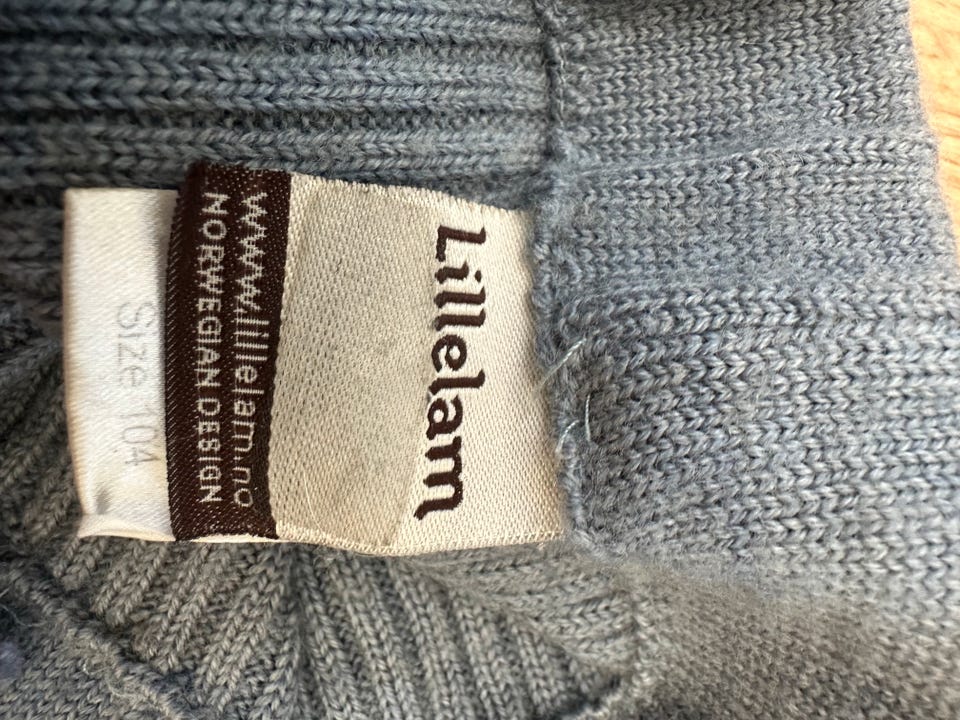 Lillelam
www.lillelam.no
NORWEGIAN DESIGN
Size 104